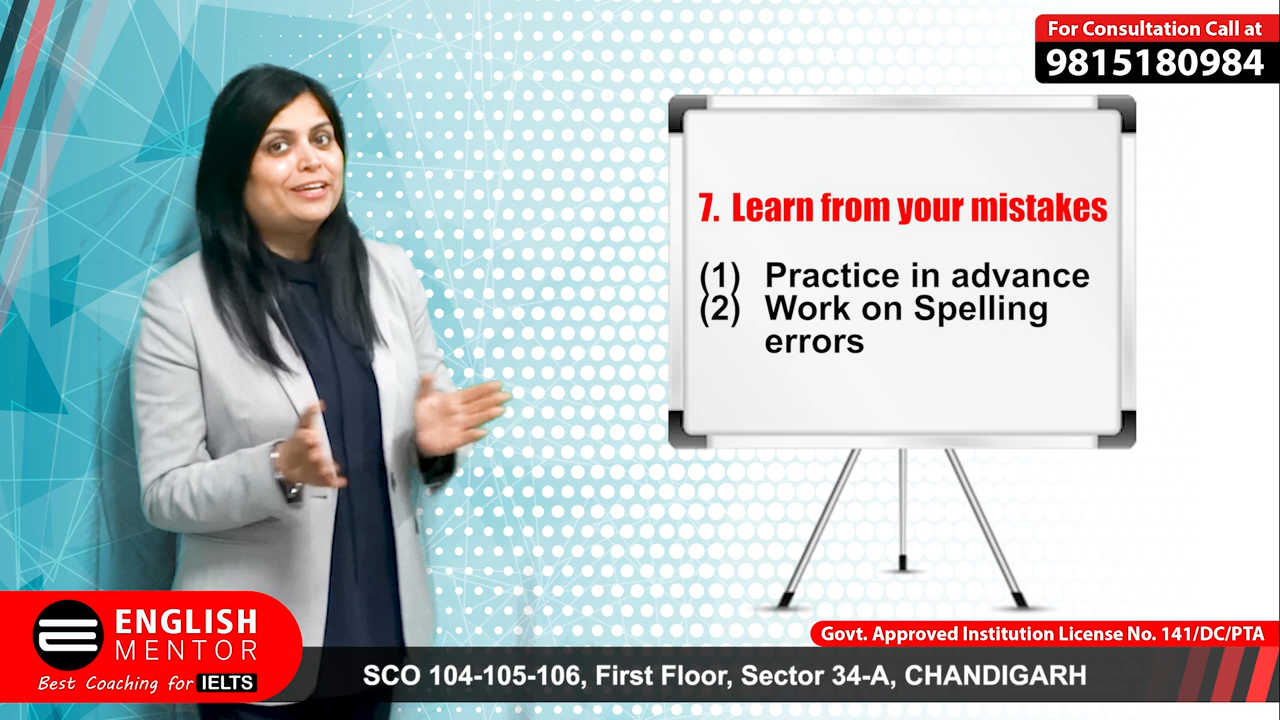 For Consultation Call at
9815180984
7. Learn from your mistakes
(1) Practice in advance
(2) Work on Spelling
errors
Govt. Approved Institution License No. 141/DC/PTA
ENGLISH
MENTOR
Best Coaching for IELTS
SCO 104-105-106, First Floor, Sector 34-A, CHANDIGARH